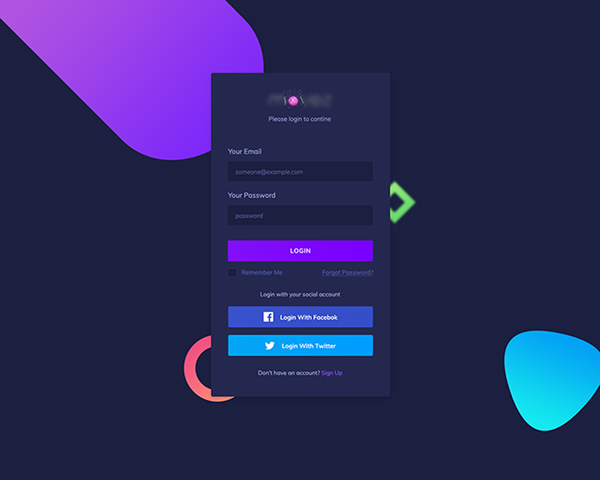 Please login to contine
Your Email
someone@example.com
Your Password
password
LOGIN
Remember Me Forgot Password?
Login with your social account
Login With Facebok
Login With Twitter
Don't have an account? Sign Up